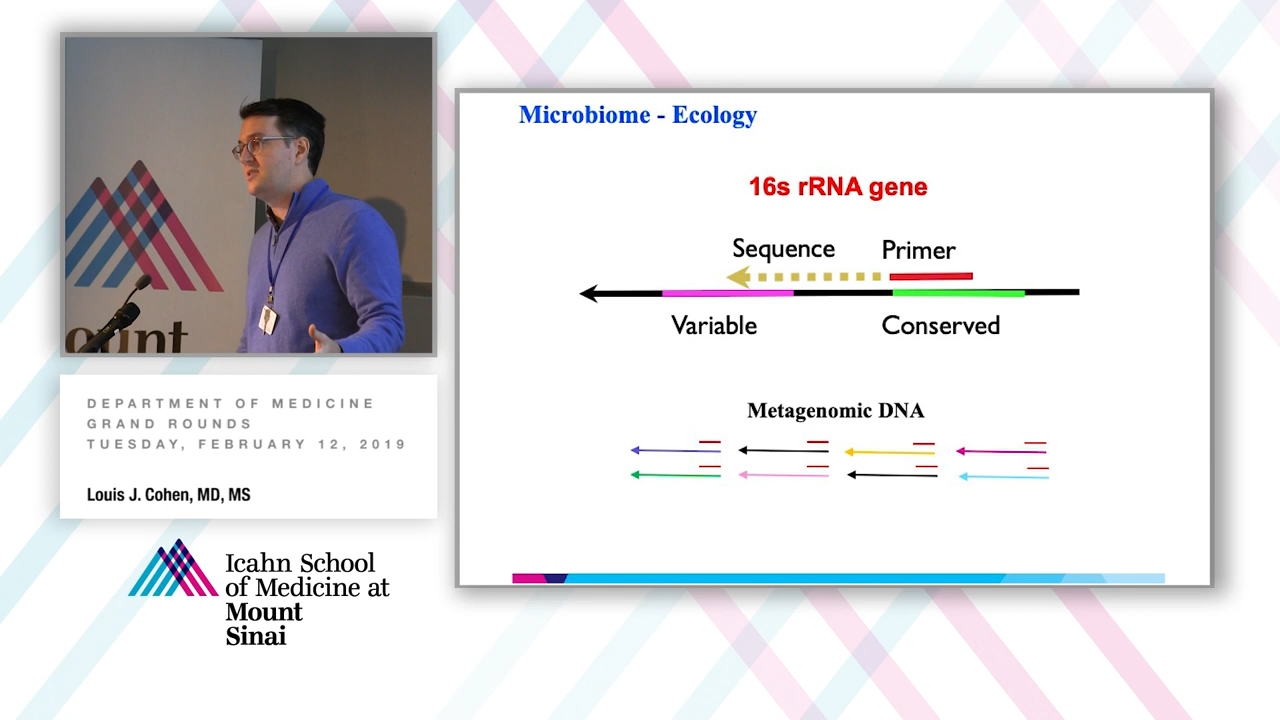 ount
DEPARTMENT OF MEDICINE
GRAND ROUNDS
TUESDAY, FEBRUARY 12, 2019
Louis J. Cohen, MD, MS
Icahn School
of Medicine at
Mount
Sinai
Microbiome - Ecology
16s rRNA gene
Sequence Primer
Variable Conserved
Metagenomic DNA